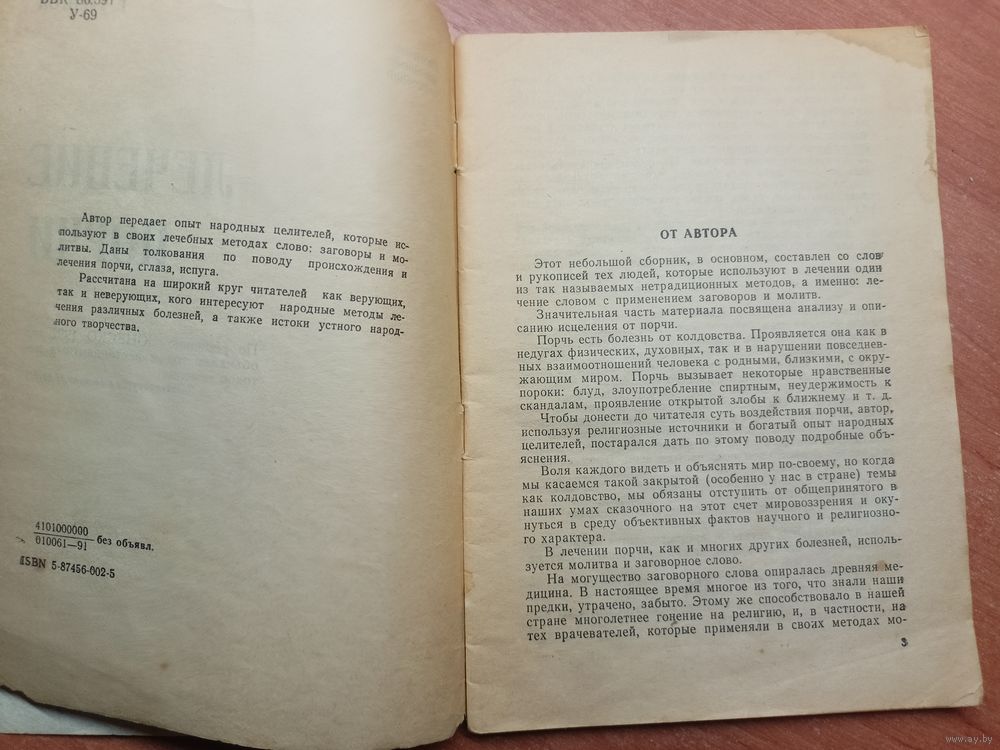 У-69
ЛЕЧЕНИЕ
Автор передает опыт народных целителей, которые ис-
пользуют в своих лечебных методах слово: заговоры и мо-
литвы. Даны толкования по поводу происхождения и
лечения порчи, сглаза, испуга.
Рассчитана на широкий круг читателей как верующих,
так и неверующих, кого интересуют народные методы ле-
чения различных болезней, а также истоки устного народ-
ного творчества.
4101000000
010061—91
без объявл.
ISBN 5-87456-002-5
ОТ АВТОРА
Этот небольшой сборник, в основном, составлен со слов
и рукописей тех людей, которые используют в лечении один
из так называемых нетрадиционных методов, а именно: ле-
чение словом с применением заговоров и молитв.
Значительная часть материала посвящена анализу и опи-
санию исцеления от порчи.
Порчь есть болезнь от колдовства. Проявляется она как в
недугах физических, духовных, так и в нарушении повседнев-
ных взаимоотношений человека с родными, близкими, с окру-
жающим миром. Порчь вызывает некоторые нравственные
пороки: блуд, злоупотребление спиртным, неудержимость к
скандалам, проявление открытой злобы к ближнему и т. д.
Чтобы донести до читателя суть воздействия порчи, автор,
используя религиозные источники и богатый опыт народных
целителей, постарался дать по этому поводу подробные объ-
яснения.
Воля каждого видеть и объяснять мир по-своему, но когда
мы касаемся такой закрытой (особенно у нас в стране) темы
как колдовство, мы обязаны отступить от общепринятого в
наших умах сказочного на этот счет мировоззрения и оку-
нуться в среду объективных фактов научного и религиозно-
го характера.
В лечении порчи, как и многих других болезней, исполь-
зуется молитва и заговорное слово.
На могущество заговорного слова опиралась древняя ме-
дицина. В настоящее время многое из того, что знали наши
предки, утрачено, забыто. Этому же способствовало в нашей
стране многолетнее гонение на религию, и, в частности, на
тех врачевателей, которые применяли в своих методах мо-
3
www.ay.by